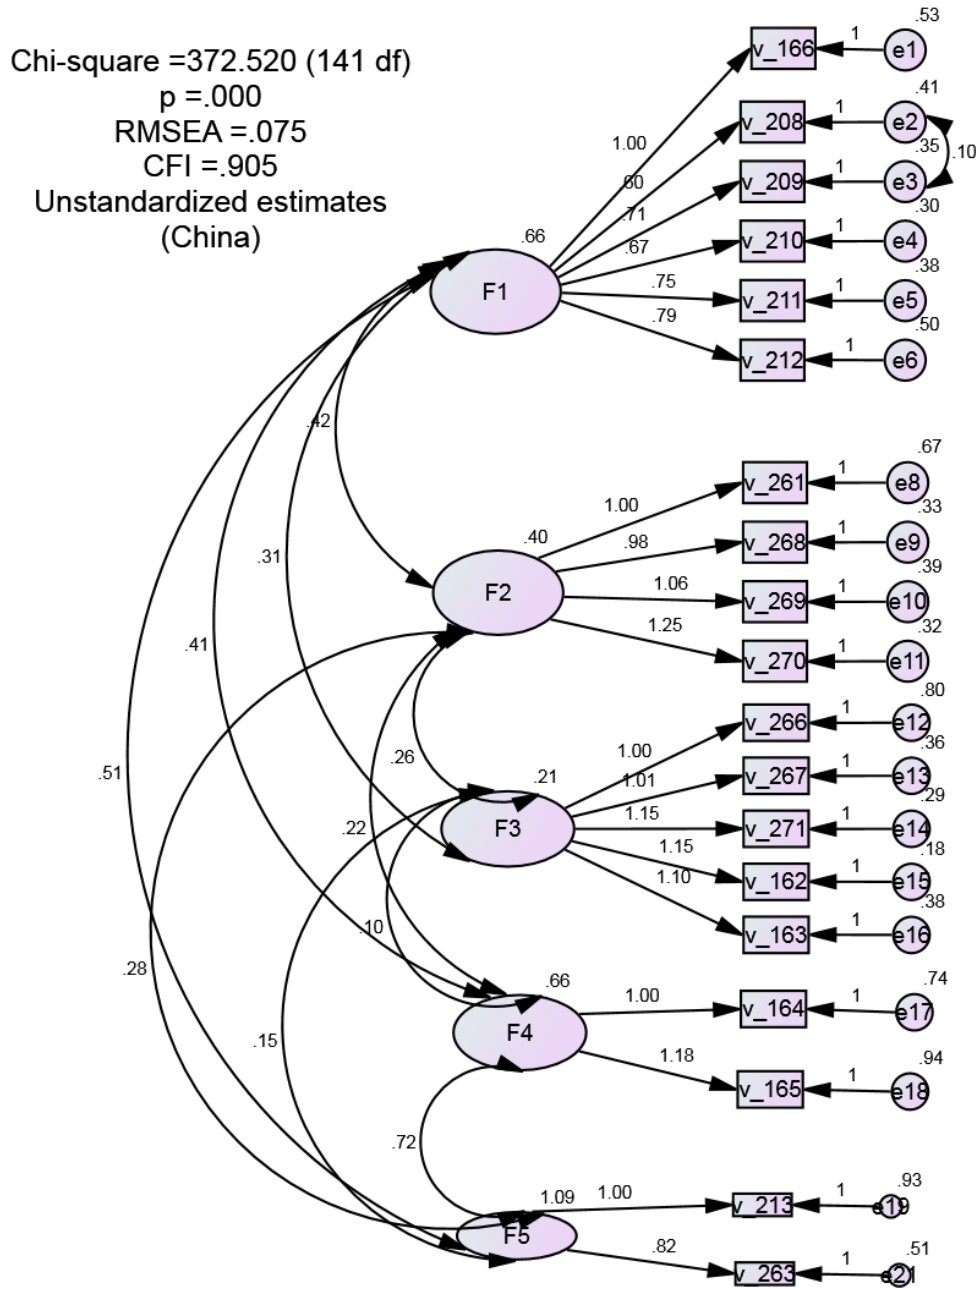 Chi-square =372.520 (141 df)
p =.000
RMSEA =.075
CFI =.905
Unstandardized estimates
(China)
.53
v_166
1
e1
.41
v_208
1
e2
.10
.35
v_209
1
e3
.30
v_210
1
e4
.38
v_211
1
e5
.50
v_212
1
e6
1.00
.60
.71
.67
.75
.79
.66
F1
.42
.67
v_261
1
e8
.33
v_268
1
e9
.39
v_269
1
e10
.32
v_270
1
e11
1.00
.98
1.06
1.25
.40
F2
.31
.41
.51
.26
.22
.80
v_266
1
e12
.36
v_267
1
e13
.29
v_271
1
e14
.18
v_162
1
e15
.38
v_163
1
e16
1.00
1.01
1.15
1.15
1.10
.21
F3
.10
.28
.15
.74
v_164
1
e17
.94
v_165
1
e18
1.00
1.18
.66
F4
.72
.93
v_213
1
e19
.51
v_263
1
e21
1.09
1.00
.82
F5